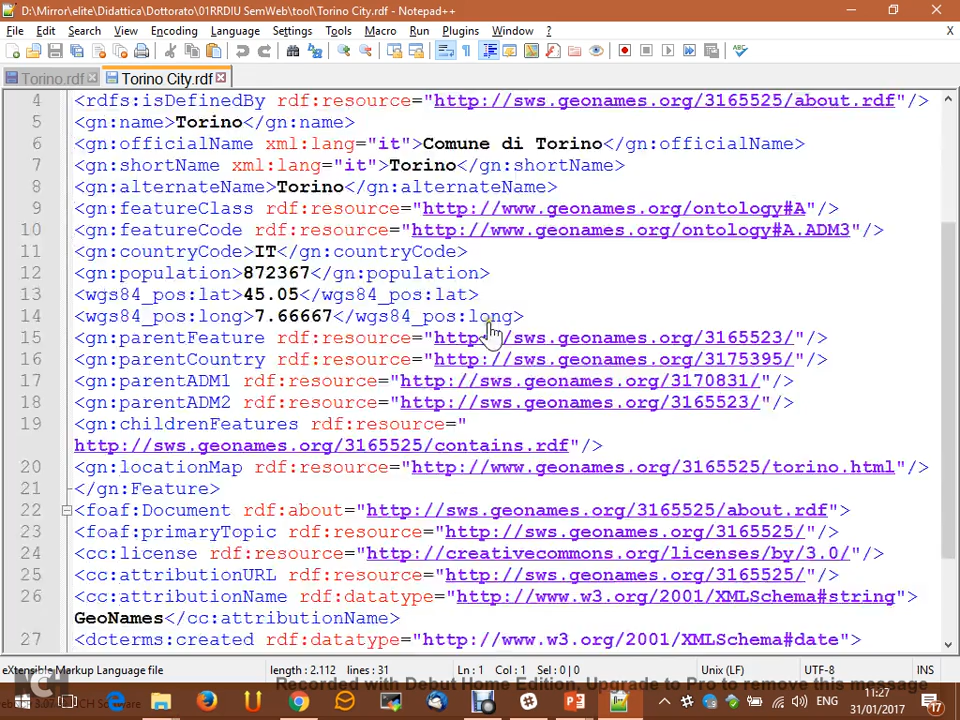 D:\Mirror\elite\Didattica\Dottorato\01RRDIU SemWeb\tool\Torino City.rdf - Notepad++
File Edit Search View Encoding Language Settings Tools Macro Run Plugins Window ? X
Torino.rdf Torino City.rdf
4 <rdfs:isDefinedBy rdf:resource="http://sws.geonames.org/3165525/about.rdf"/>
5 <gn:name>Torino</gn:name>
6 <gn:officialName xml:lang="it">Comune di Torino</gn:officialName>
7 <gn:shortName xml:lang="it">Torino</gn:shortName>
8 <gn:alternateName>Torino</gn:alternateName>
9 <gn:featureClass rdf:resource="http://www.geonames.org/ontology#A"/>
10 <gn:featureCode rdf:resource="http://www.geonames.org/ontology#A.ADM3"/>
11 <gn:countryCode>IT</gn:countryCode>
12 <gn:population>872367</gn:population>
13 <wgs84_pos:lat>45.05</wgs84_pos:lat>
14 <wgs84_pos:long>7.66667</wgs84_pos:long>
15 <gn:parentFeature rdf:resource="http://sws.geonames.org/3165523/"/>
16 <gn:parentCountry rdf:resource="http://sws.geonames.org/3175395/"/>
17 <gn:parentADM1 rdf:resource="http://sws.geonames.org/3170831/"/>
18 <gn:parentADM2 rdf:resource="http://sws.geonames.org/3165523/"/>
19 <gn:childrenFeatures rdf:resource="
http://sws.geonames.org/3165525/contains.rdf"/>
20 <gn:locationMap rdf:resource="http://www.geonames.org/3165525/torino.html"/>
21 </gn:Feature>
22 <foaf:Document rdf:about="http://sws.geonames.org/3165525/about.rdf">
23 <foaf:primaryTopic rdf:resource="http://sws.geonames.org/3165525/"/>
24 <cc:license rdf:resource="http://creativecommons.org/licenses/by/3.0/"/>
25 <cc:attributionURL rdf:resource="http://sws.geonames.org/3165525/"/>
26 <cc:attributionName rdf:datatype="http://www.w3.org/2001/XMLSchema#string">
GeoNames</cc:attributionName>
27 <dcterms:created rdf:datatype="http://www.w3.org/2001/XMLSchema#date">
eXtensible Markup Language file length : 2.112 lines : 31 Ln : 1 Col : 1 Sel : 0 | 0 Unix (LF) UTF-8 INS
Recorded with Debut Home Edition, Upgrade to Pro to remove this message
ENG 11:27
31/01/2017 17